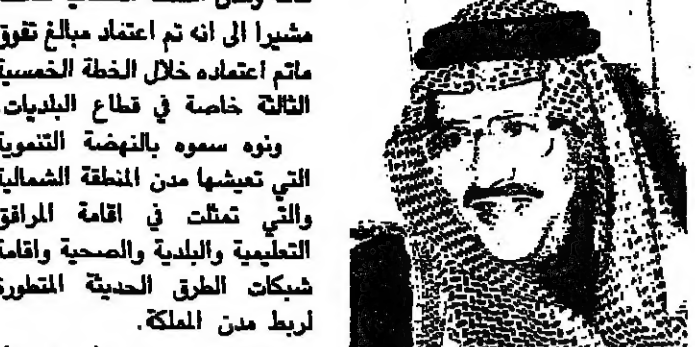 مشيرا الى انه تم اعتماد مبالغ تفوق
ماتم اعتماده خلال الخطة الخمسية
الثالثة خاصة في قطاع البلديات.
ونوه سموه بالنهضة التنموية
التي تعيشها مدن المنطقة الشمالية
والتي تمثلت في اقامة المرافق
التعليمية والبلدية والصحية واقامة
شبكات الطرق الحديثة المتطورة
لربط مدن المملكة.